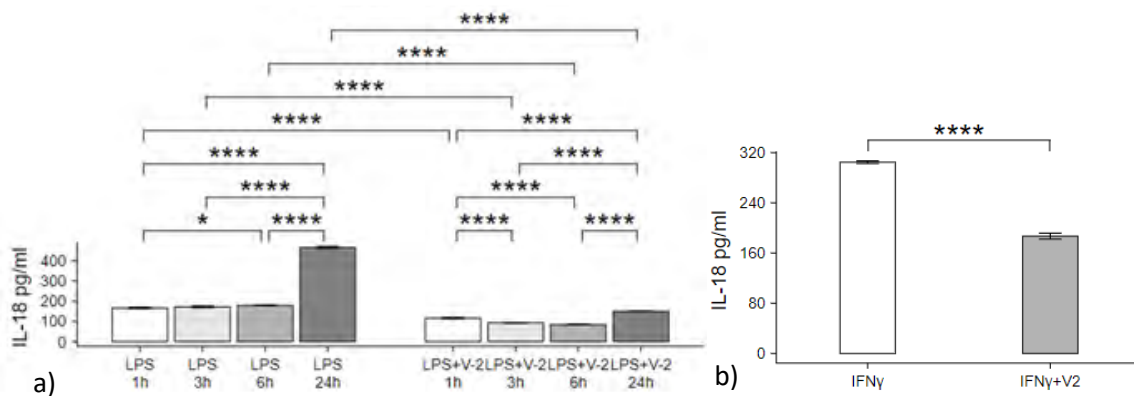 ****
****
****
**** ****
**** ****
**** ****
* **** **** ****
IL-18 pg/ml
400
300
200
100
0
LPS 1h
LPS 3h
LPS 6h
LPS 24h
LPS+V-2 1h
LPS+V-2 3h
LPS+V-2 6h
LPS+V-2 24h
a)
****
IL-18 pg/ml
320
240
160
80
0
IFNγ
IFNγ+V2
b)